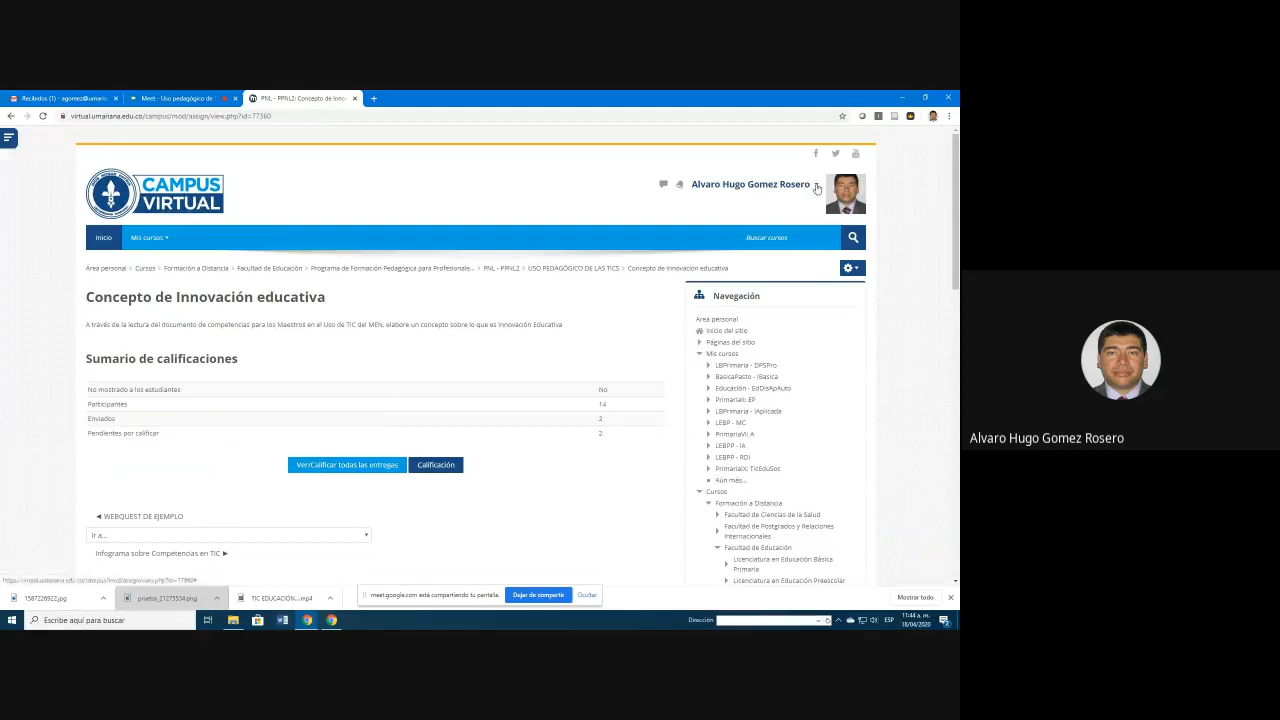 Recibidos (1) - agomez@umaria
Meet - Uso pedagógico de
PNL - PPNL2: Concepto de Inno
virtual.umariana.edu.co/campus/mod/assign/view.php?id=77360
CAMPUS
VIRTUAL
Alvaro Hugo Gomez Rosero
Inicio
Mis cursos
Buscar cursos
Área personal
Cursos
Formación a Distancia
Facultad de Educación
Programa de Formación Pedagógica para Profesionale...
PNL - PPNL2
USO PEDAGÓGICO DE LAS TICS
Concepto de Innovación educativa
Concepto de Innovación educativa
A través de la lectura del documento de competencias para los Maestros en el Uso de TIC del MEN, elabore un concepto sobre lo que es Innovación Educativa
Sumario de calificaciones
No mostrado a los estudiantes No
Participantes 14
Enviados 2
Pendientes por calificar 2
Ver/Calificar todas las entregas
Calificación
◄ WEBQUEST DE EJEMPLO
Ir a...
Infograma sobre Competencias en TIC ►
Navegación
Área personal
Inicio del sitio
Páginas del sitio
Mis cursos
LBPrimaria - DPSPro
BasicaPasto - IBasica
Educación - EdDisApAuto
PrimariaII: EP
LBPrimaria - IAplicada
LEBP - MC
PrimariaVI: A
LEBPP - IA
LEBPP - RDI
PrimariaIX: TicEduSoc
Aún más...
Cursos
Formación a Distancia
Facultad de Ciencias de la Salud
Facultad de Postgrados y Relaciones
Internacionales
Facultad de Educación
Licenciatura en Educación Básica
Primaria
Licenciatura en Educación Preescolar
1587226922.jpg
prueba_21275534.png
TIC EDUCACION....mp4
meet.google.com está compartiendo tu pantalla.
Dejar de compartir
Ocultar
Mostrar todo
Escribe aquí para buscar
Dirección
ESP
11:44 a. m.
18/04/2020
Alvaro Hugo Gomez Rosero